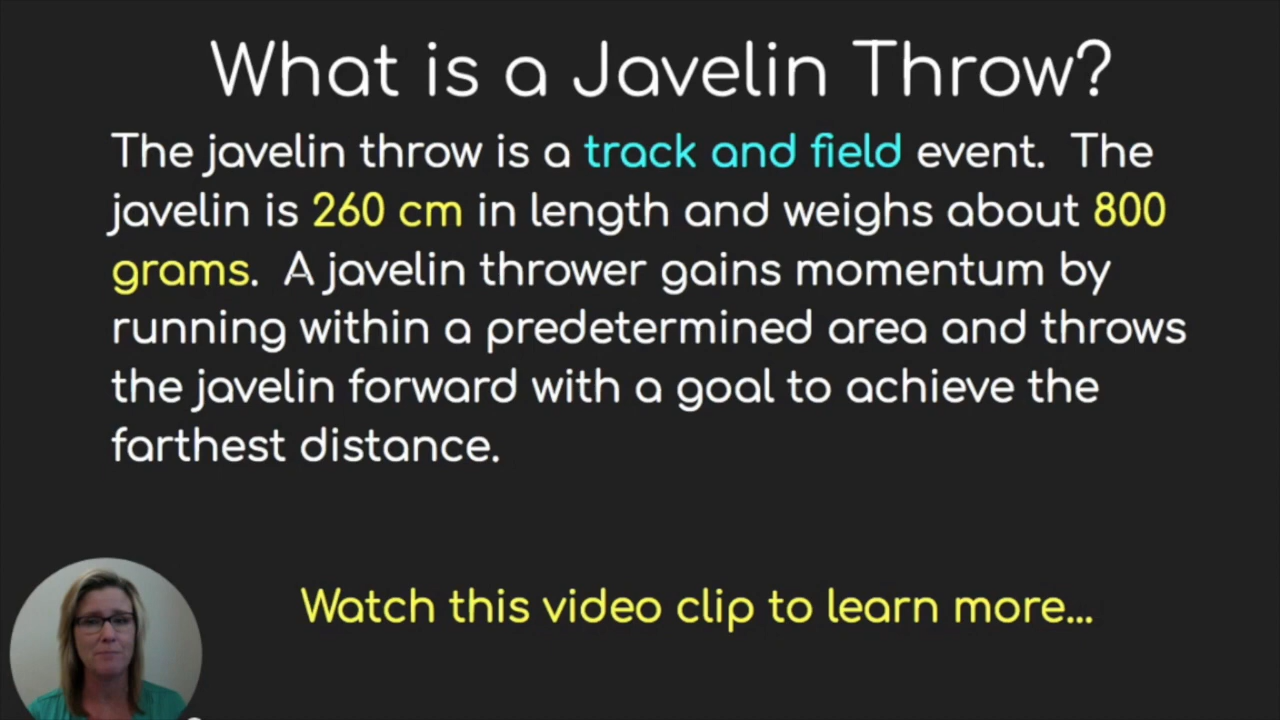 What is a Javelin Throw?
The javelin throw is a track and field event. The
javelin is 260 cm in length and weighs about 800
grams. A javelin thrower gains momentum by
running within a predetermined area and throws
the javelin forward with a goal to achieve the
farthest distance.
Watch this video clip to learn more...